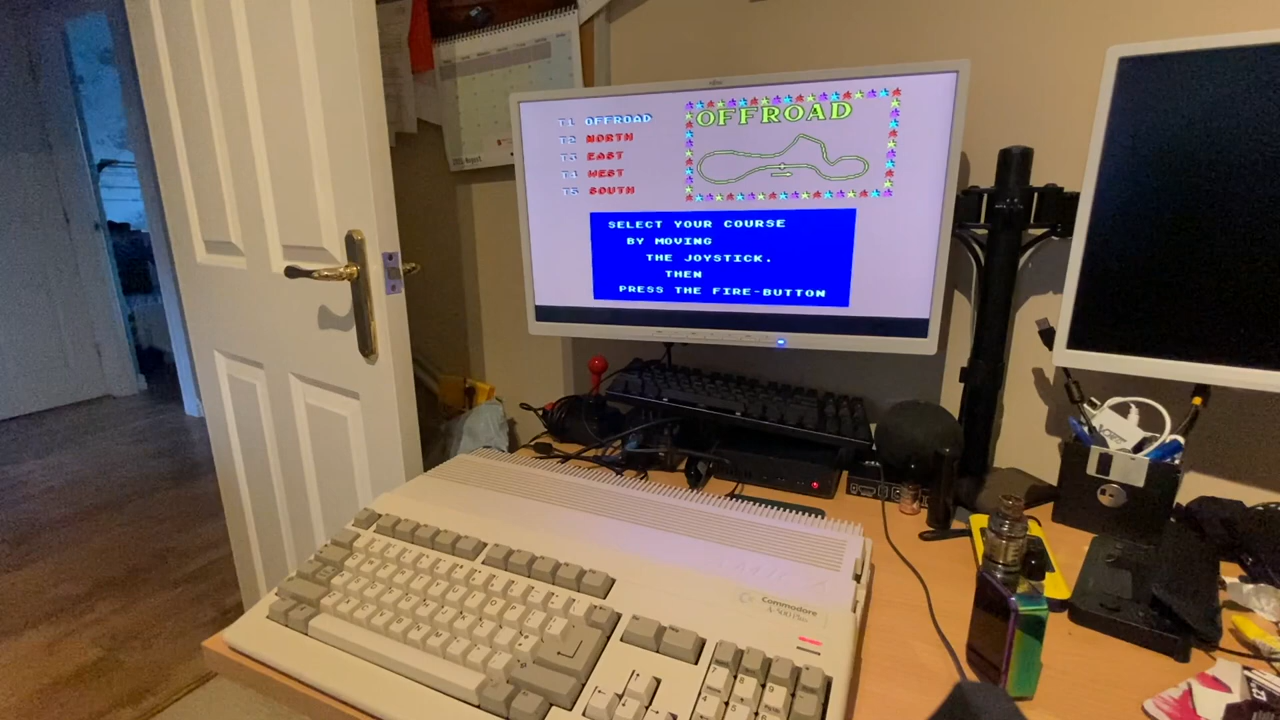 T1 OFFROAD
T2 NORTH
T3 EAST
T4 WEST
T5 SOUTH
OFFROAD
SELECT YOUR COURSE
BY MOVING
THE JOYSTICK.
THEN
PRESS THE FIRE-BUTTON
Commodore
A 500 Plus